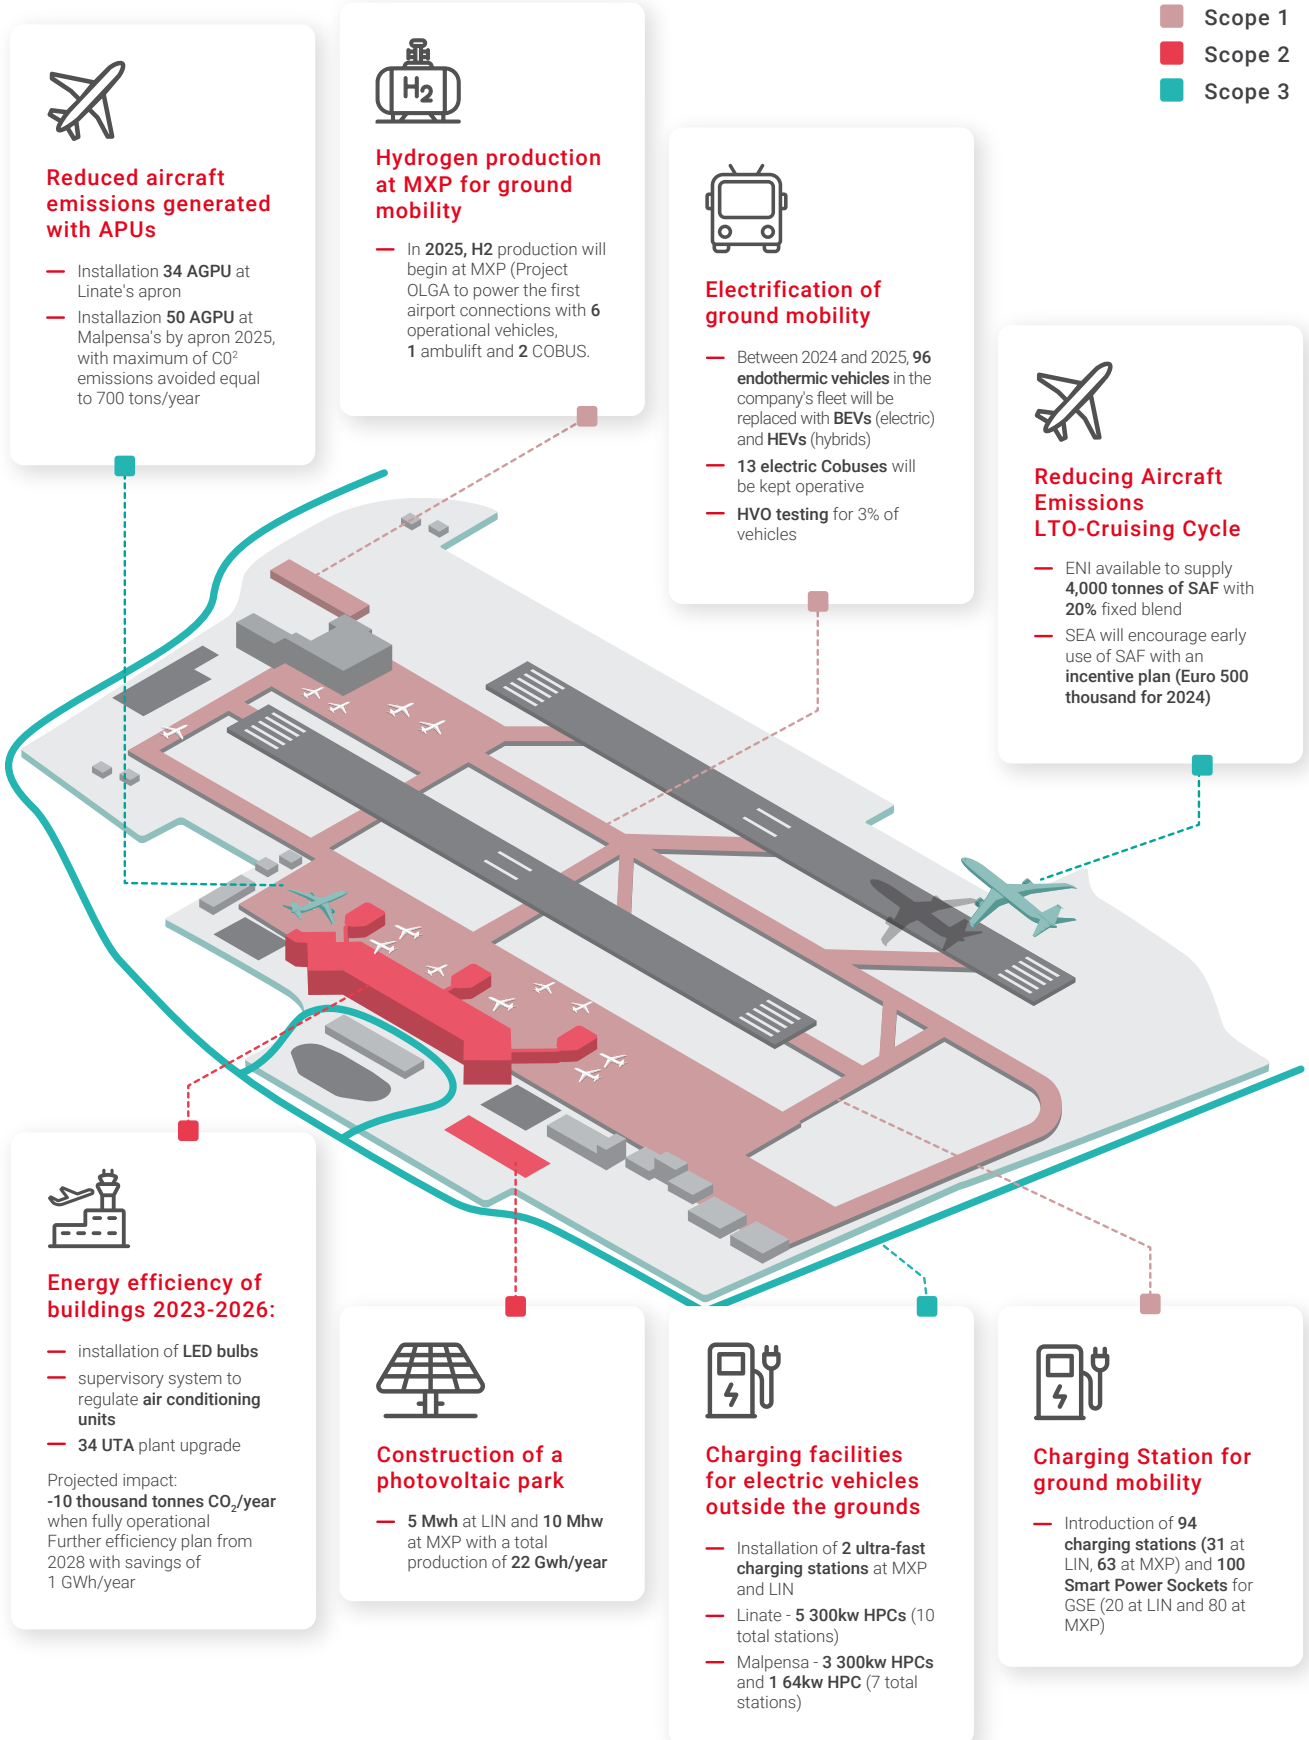 Scope 1
Scope 2
Scope 3
Reduced aircraft
emissions generated
with APUs
Installation 34 AGPU at
Linate's apron
Installazion 50 AGPU at
Malpensa's by apron 2025,
with maximum of C0²
emissions avoided equal
to 700 tons/year
H₂
Hydrogen production
at MXP for ground
mobility
In 2025, H2 production will
begin at MXP (Project
OLGA to power the first
airport connections with 6
operational vehicles,
1 ambulift and 2 COBUS.
Electrification of
ground mobility
Between 2024 and 2025, 96
endothermic vehicles in the
company's fleet will be
replaced with BEVs (electric)
and HEVs (hybrids)
13 electric Cobuses will
be kept operative
HVO testing for 3% of
vehicles
Reducing Aircraft
Emissions
LTO-Cruising Cycle
ENI available to supply
4,000 tonnes of SAF with
20% fixed blend
SEA will encourage early
use of SAF with an
incentive plan (Euro 500
thousand for 2024)
Energy efficiency of
buildings 2023-2026:
installation of LED bulbs
supervisory system to
regulate air conditioning
units
34 UTA plant upgrade
Projected impact:
-10 thousand tonnes CO₂/year
when fully operational
Further efficiency plan from
2028 with savings of
1 GWh/year
Construction of a
photovoltaic park
5 Mwh at LIN and 10 Mhw
at MXP with a total
production of 22 Gwh/year
Charging facilities
for electric vehicles
outside the grounds
Installation of 2 ultra-fast
charging stations at MXP
and LIN
Linate - 5 300kw HPCs (10
total stations)
Malpensa - 3 300kw HPCs
and 1 64kw HPC (7 total
stations)
Charging Station for
ground mobility
Introduction of 94
charging stations (31 at
LIN, 63 at MXP) and 100
Smart Power Sockets for
GSE (20 at LIN and 80 at
MXP)